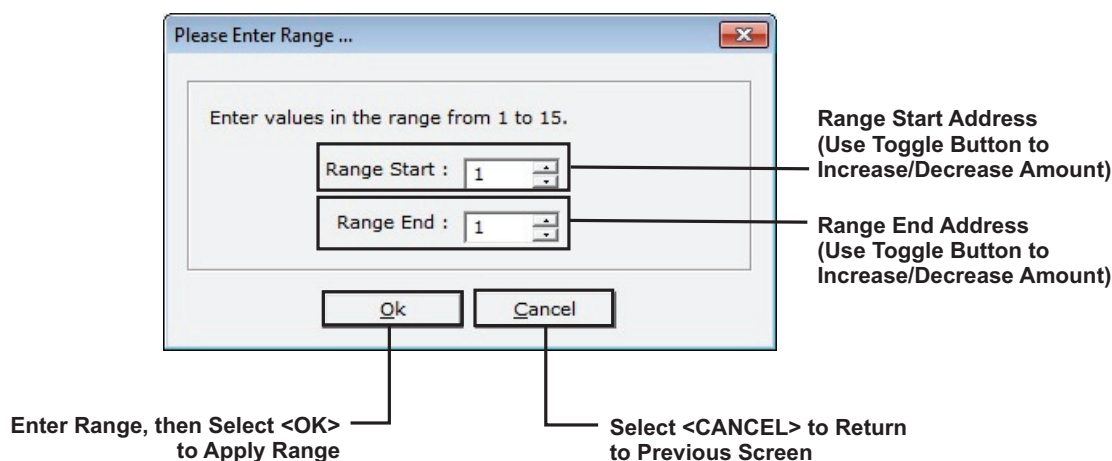 Please Enter Range ...
Enter values in the range from 1 to 15.
Range Start : 1
Range End : 1
Ok
Cancel
Range Start Address
(Use Toggle Button to
Increase/Decrease Amount)
Range End Address
(Use Toggle Button to
Increase/Decrease Amount)
Enter Range, then Select <OK>
to Apply Range
Select <CANCEL> to Return
to Previous Screen